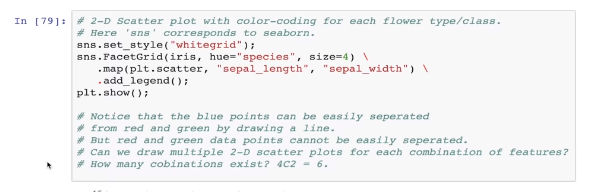 In [79]: # 2-D Scatter plot with color-coding for each flower type/class.
# Here 'sns' corresponds to seaborn.
sns.set_style("whitegrid");
sns.FacetGrid(iris, hue="species", size=4) \
.map(plt.scatter, "sepal_length", "sepal_width") \
.add_legend();
plt.show();
# Notice that the blue points can be easily seperated
# from red and green by drawing a line.
# But red and green data points cannot be easily seperated.
# Can we draw multiple 2-D scatter plots for each combination of features?
# How many cobinations exist? 4C2 = 6.